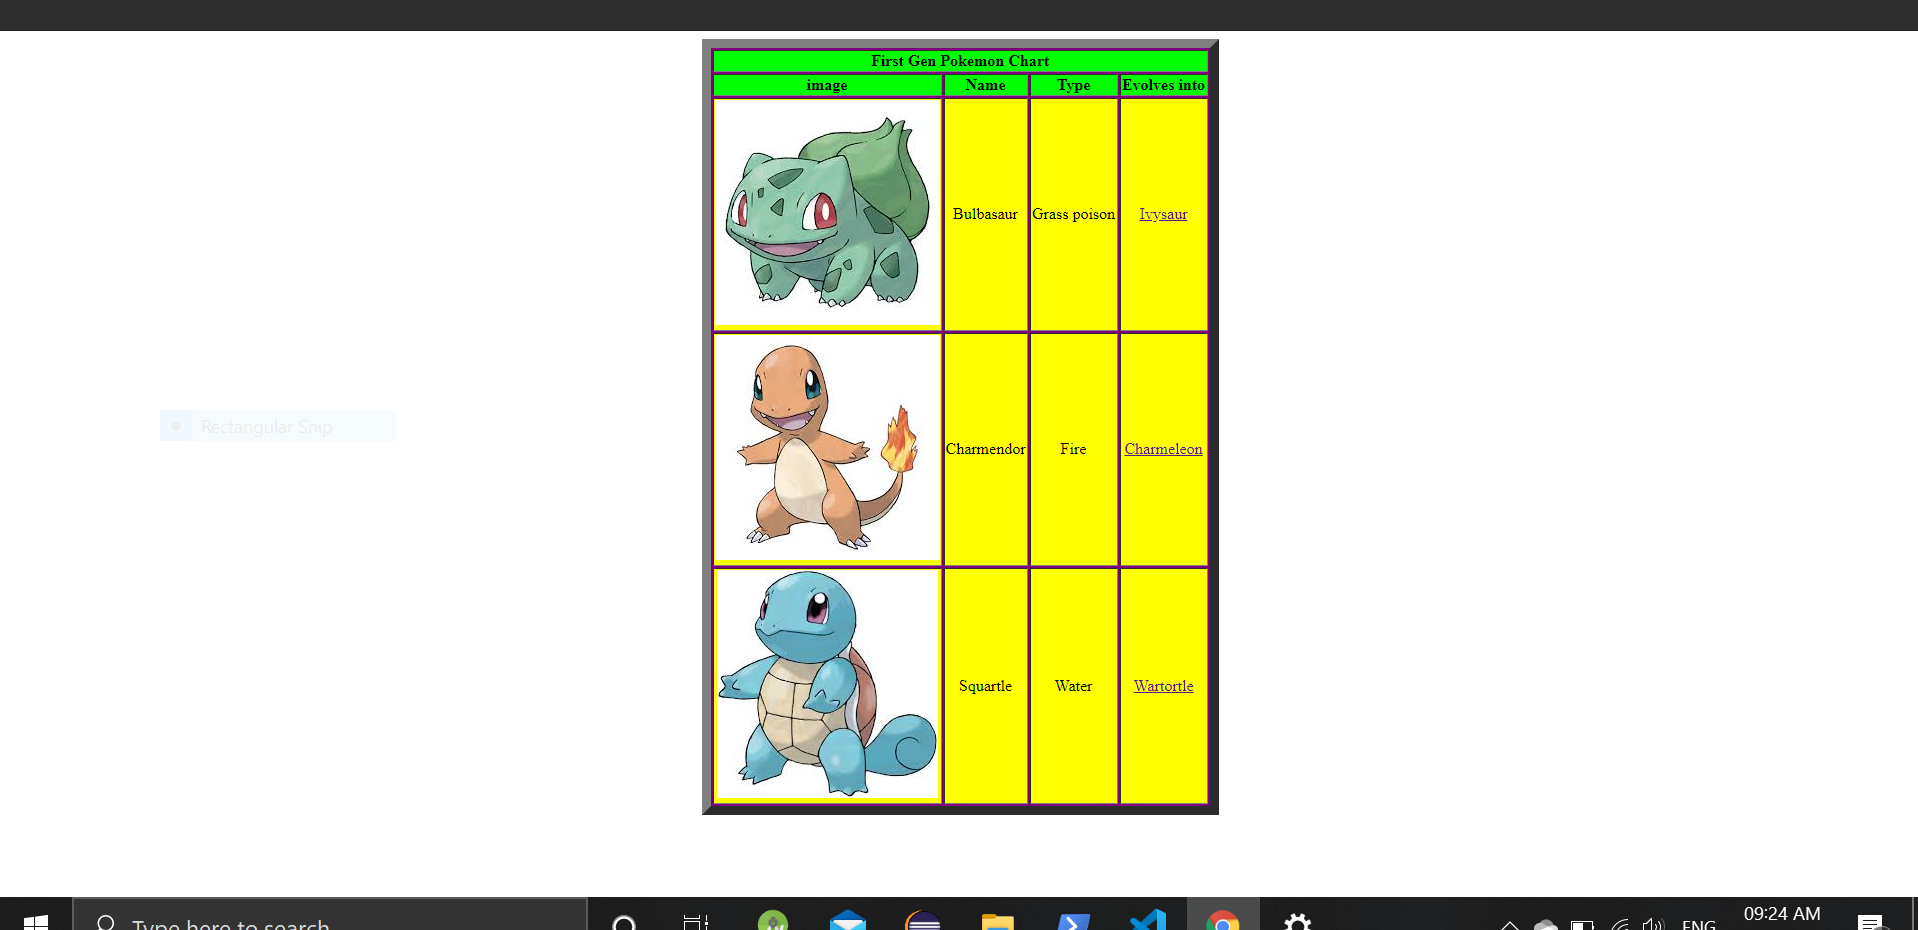 First Gen Pokemon Chart
image Name Type Evolves into
Bulbasaur Grass poison Ivysaur
Rectangular Snip
Charmendor Fire Charmeleon
Squartle Water Wartortle
Type here to search
ENG
09:24 AM